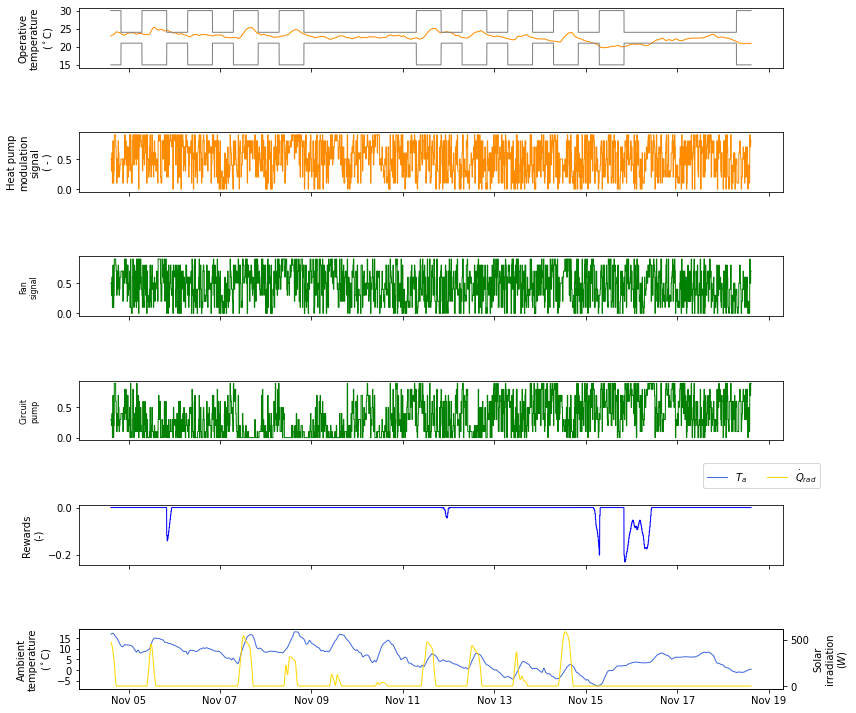 Operative
temperature
(°C)
30
25
20
15
Heat pump
modulation
signal
( - )
0.5
0.0
Fan
signal
0.5
0.0
Circuit
pump
0.5
0.0
T_a Q̇_rad
Rewards
(-)
0.0
−0.2
Ambient
temperature
(°C)
15
10
5
0
−5
500
0
Solar
irradiation
(W)
Nov 05 Nov 07 Nov 09 Nov 11 Nov 13 Nov 15 Nov 17 Nov 19